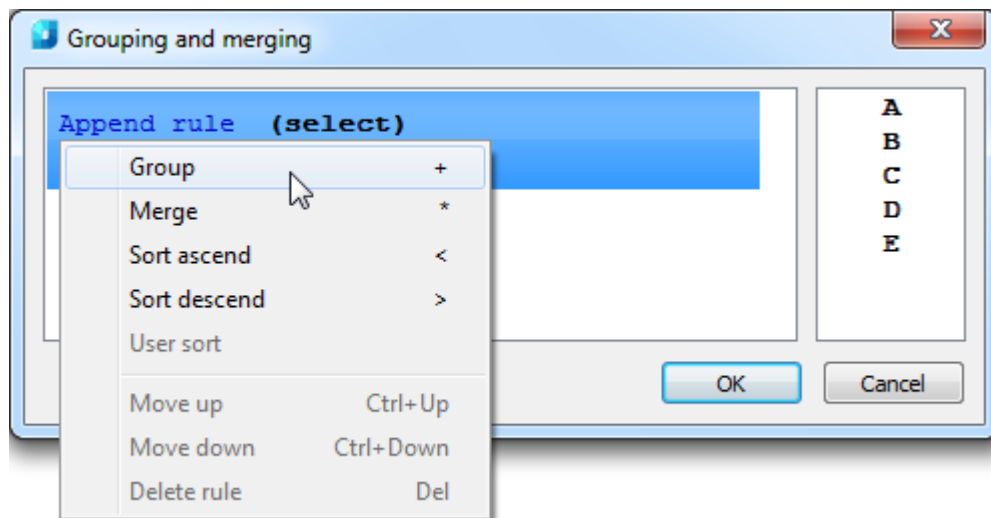 Grouping and merging
Append rule (select)
A
B
C
D
E
Group +
Merge *
Sort ascend <
Sort descend >
User sort
Move up Ctrl+Up
Move down Ctrl+Down
Delete rule Del
OK
Cancel